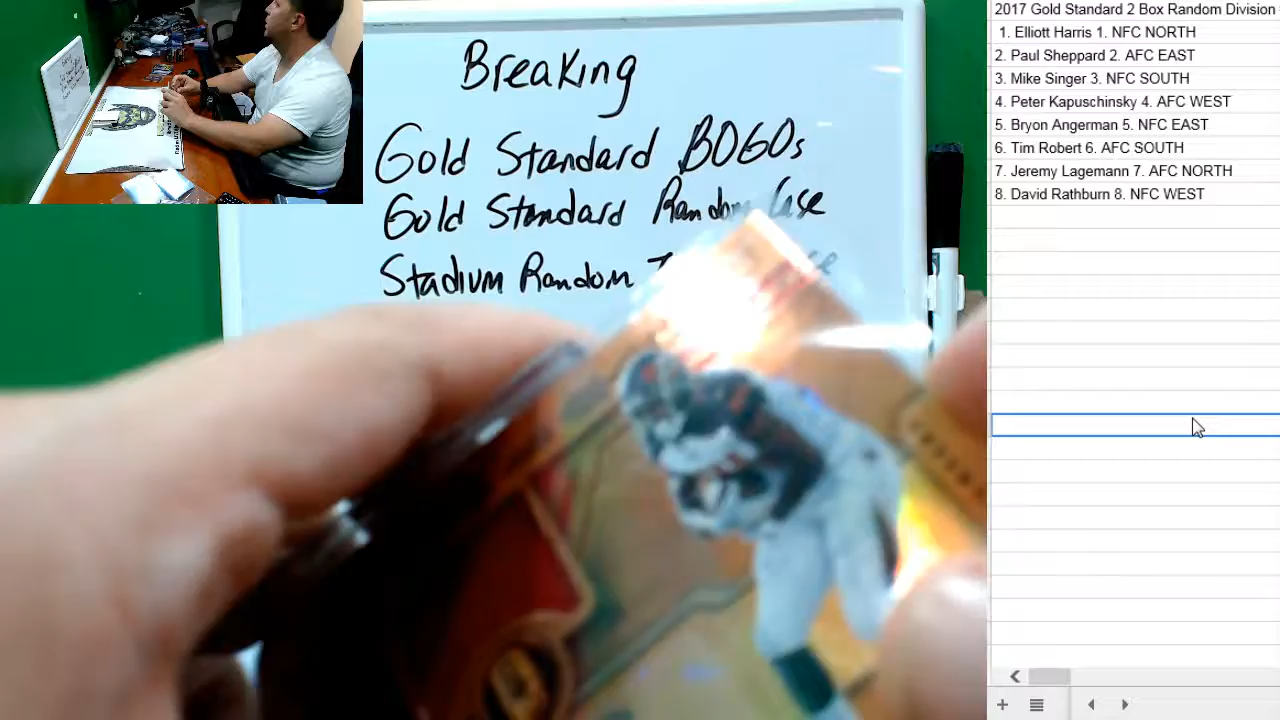 Breaking
Gold Standard BOGOs
Gold Standard Random Case
Stadium Random
2017 Gold Standard 2 Box Random Division
1. Elliott Harris 1. NFC NORTH
2. Paul Sheppard 2. AFC EAST
3. Mike Singer 3. NFC SOUTH
4. Peter Kapuschinsky 4. AFC WEST
5. Bryon Angerman 5. NFC EAST
6. Tim Robert 6. AFC SOUTH
7. Jeremy Lagemann 7. AFC NORTH
8. David Rathburn 8. NFC WEST